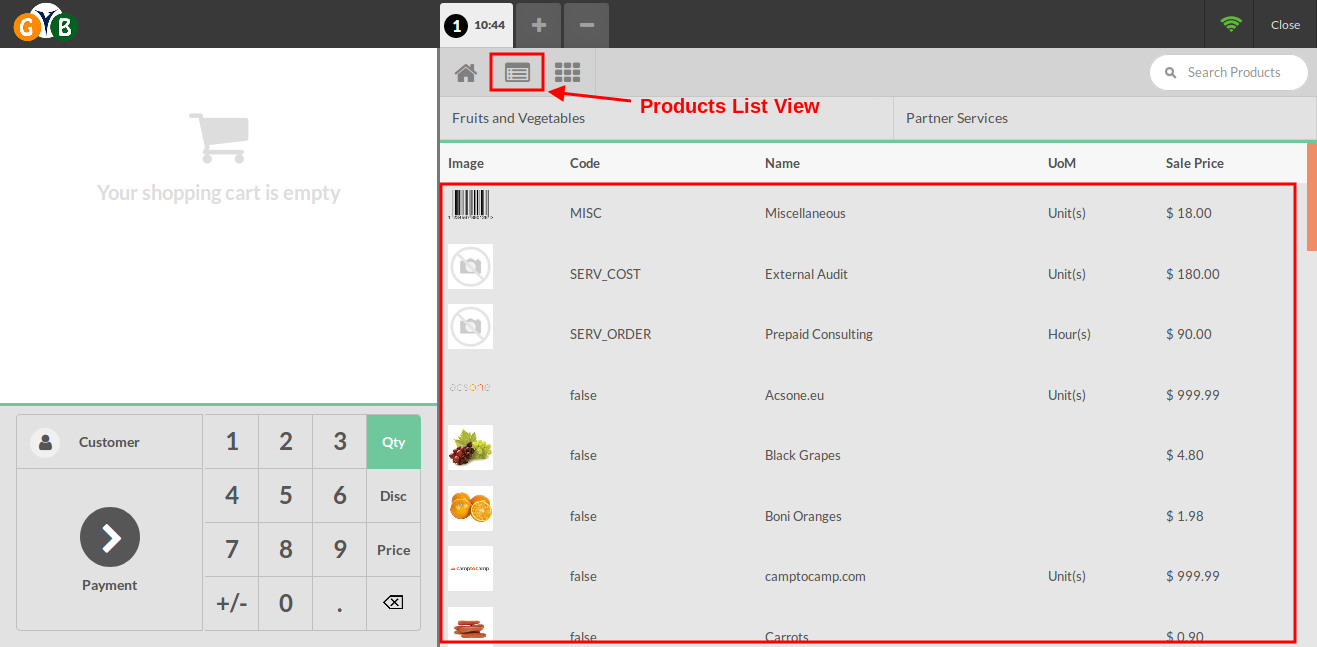 GYB
1 10:44 + −
Close
Search Products
Products List View
Fruits and Vegetables Partner Services
Image Code Name UoM Sale Price
MISC Miscellaneous Unit(s) $ 18.00
SERV_COST External Audit Unit(s) $ 180.00
SERV_ORDER Prepaid Consulting Hour(s) $ 90.00
acsone false Acsone.eu Unit(s) $ 999.99
false Black Grapes $ 4.80
false Boni Oranges $ 1.98
camptocamp false camptocamp.com Unit(s) $ 999.99
false Carrots $ 0.90
Your shopping cart is empty
Customer
Payment
1 2 3 Qty
4 5 6 Disc
7 8 9 Price
+/- 0 .